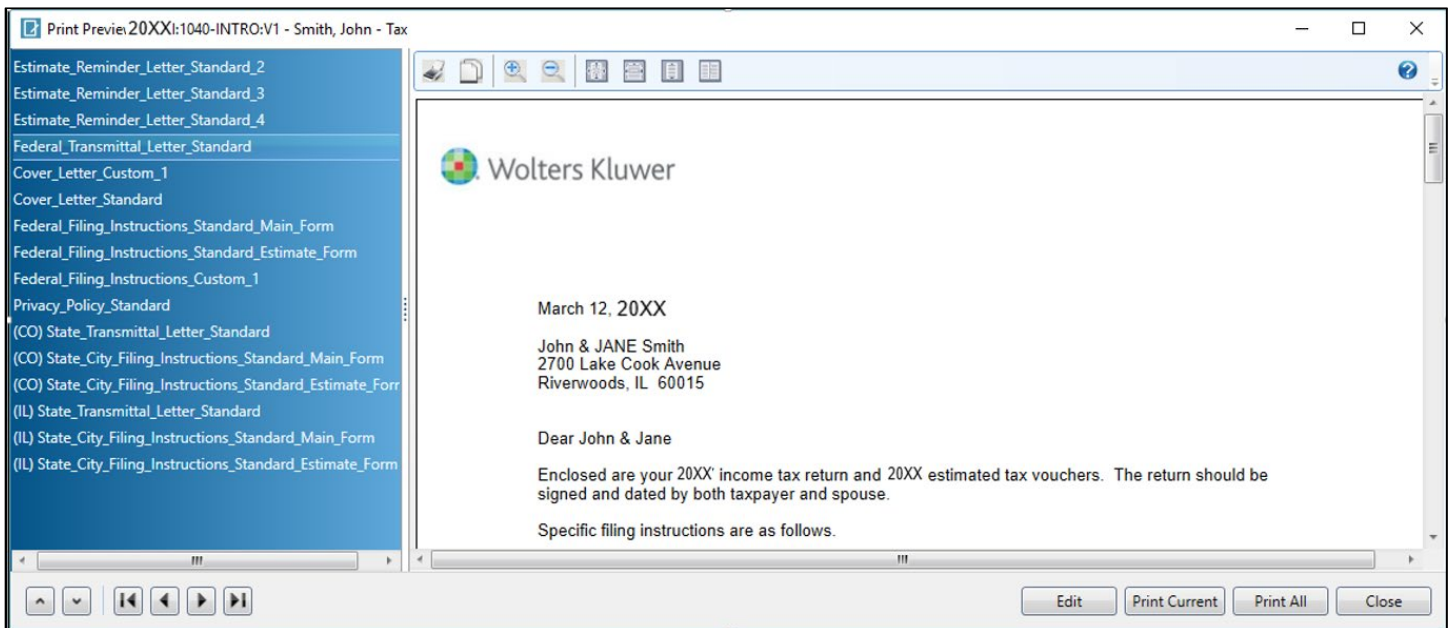 Print Previe 20XXI:1040-INTRO:V1 - Smith, John - Tax
Estimate_Reminder_Letter_Standard_2
Estimate_Reminder_Letter_Standard_3
Estimate_Reminder_Letter_Standard_4
Federal_Transmittal_Letter_Standard
Cover_Letter_Custom_1
Cover_Letter_Standard
Federal_Filing_Instructions_Standard_Main_Form
Federal_Filing_Instructions_Standard_Estimate_Form
Federal_Filing_Instructions_Custom_1
Privacy_Policy_Standard
(CO) State_Transmittal_Letter_Standard
(CO) State_City_Filing_Instructions_Standard_Main_Form
(CO) State_City_Filing_Instructions_Standard_Estimate_Forr
(IL) State_Transmittal_Letter_Standard
(IL) State_City_Filing_Instructions_Standard_Main_Form
(IL) State_City_Filing_Instructions_Standard_Estimate_Form
Wolters Kluwer
March 12, 20XX
John & JANE Smith
2700 Lake Cook Avenue
Riverwoods, IL 60015
Dear John & Jane
Enclosed are your 20XX' income tax return and 20XX estimated tax vouchers. The return should be
signed and dated by both taxpayer and spouse.
Specific filing instructions are as follows.
Edit Print Current Print All Close